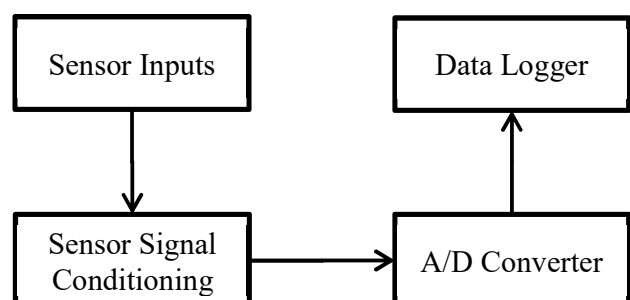 Sensor Inputs
Data Logger
Sensor Signal
Conditioning
A/D Converter